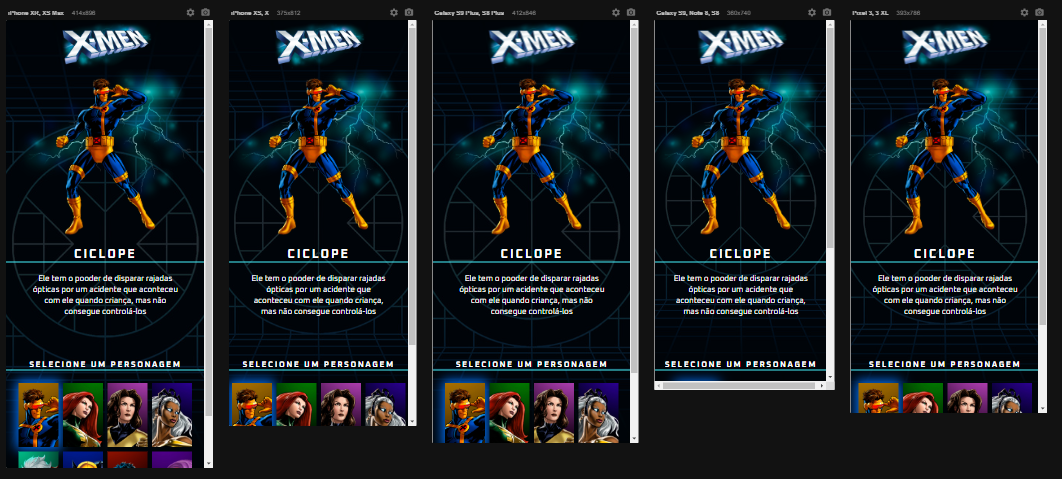 iPhone XR, XS Max 414x896
X-MEN
CICLOPE
Ele tem o pooder de disparar rajadas
ópticas por um acidente que aconteceu
com ele quando criança, mas não
consegue controlá-los
SELECIONE UM PERSONAGEM
iPhone XS, X 375x812
X-MEN
CICLOPE
Ele tem o pooder de disparar rajadas
ópticas por um acidente que
aconteceu com ele quando criança,
mas não consegue controlá-los
SELECIONE UM PERSONAGEM
Galaxy S9 Plus, S8 Plus 412x846
X-MEN
CICLOPE
Ele tem o pooder de disparar rajadas
ópticas por um acidente que aconteceu
com ele quando criança, mas não
consegue controlá-los
SELECIONE UM PERSONAGEM
Galaxy S9, Note 8, S8 360x740
X-MEN
CICLOPE
Ele tem o pooder de disparar rajadas
ópticas por um acidente que
aconteceu com ele quando criança,
mas não consegue controlá-los
SELECIONE UM PERSONAGEM
Pixel 3, 3 XL 393x786
X-MEN
CICLOPE
Ele tem o pooder de disparar rajadas
ópticas por um acidente que aconteceu
com ele quando criança, mas não
consegue controlá-los
SELECIONE UM PERSONAGEM